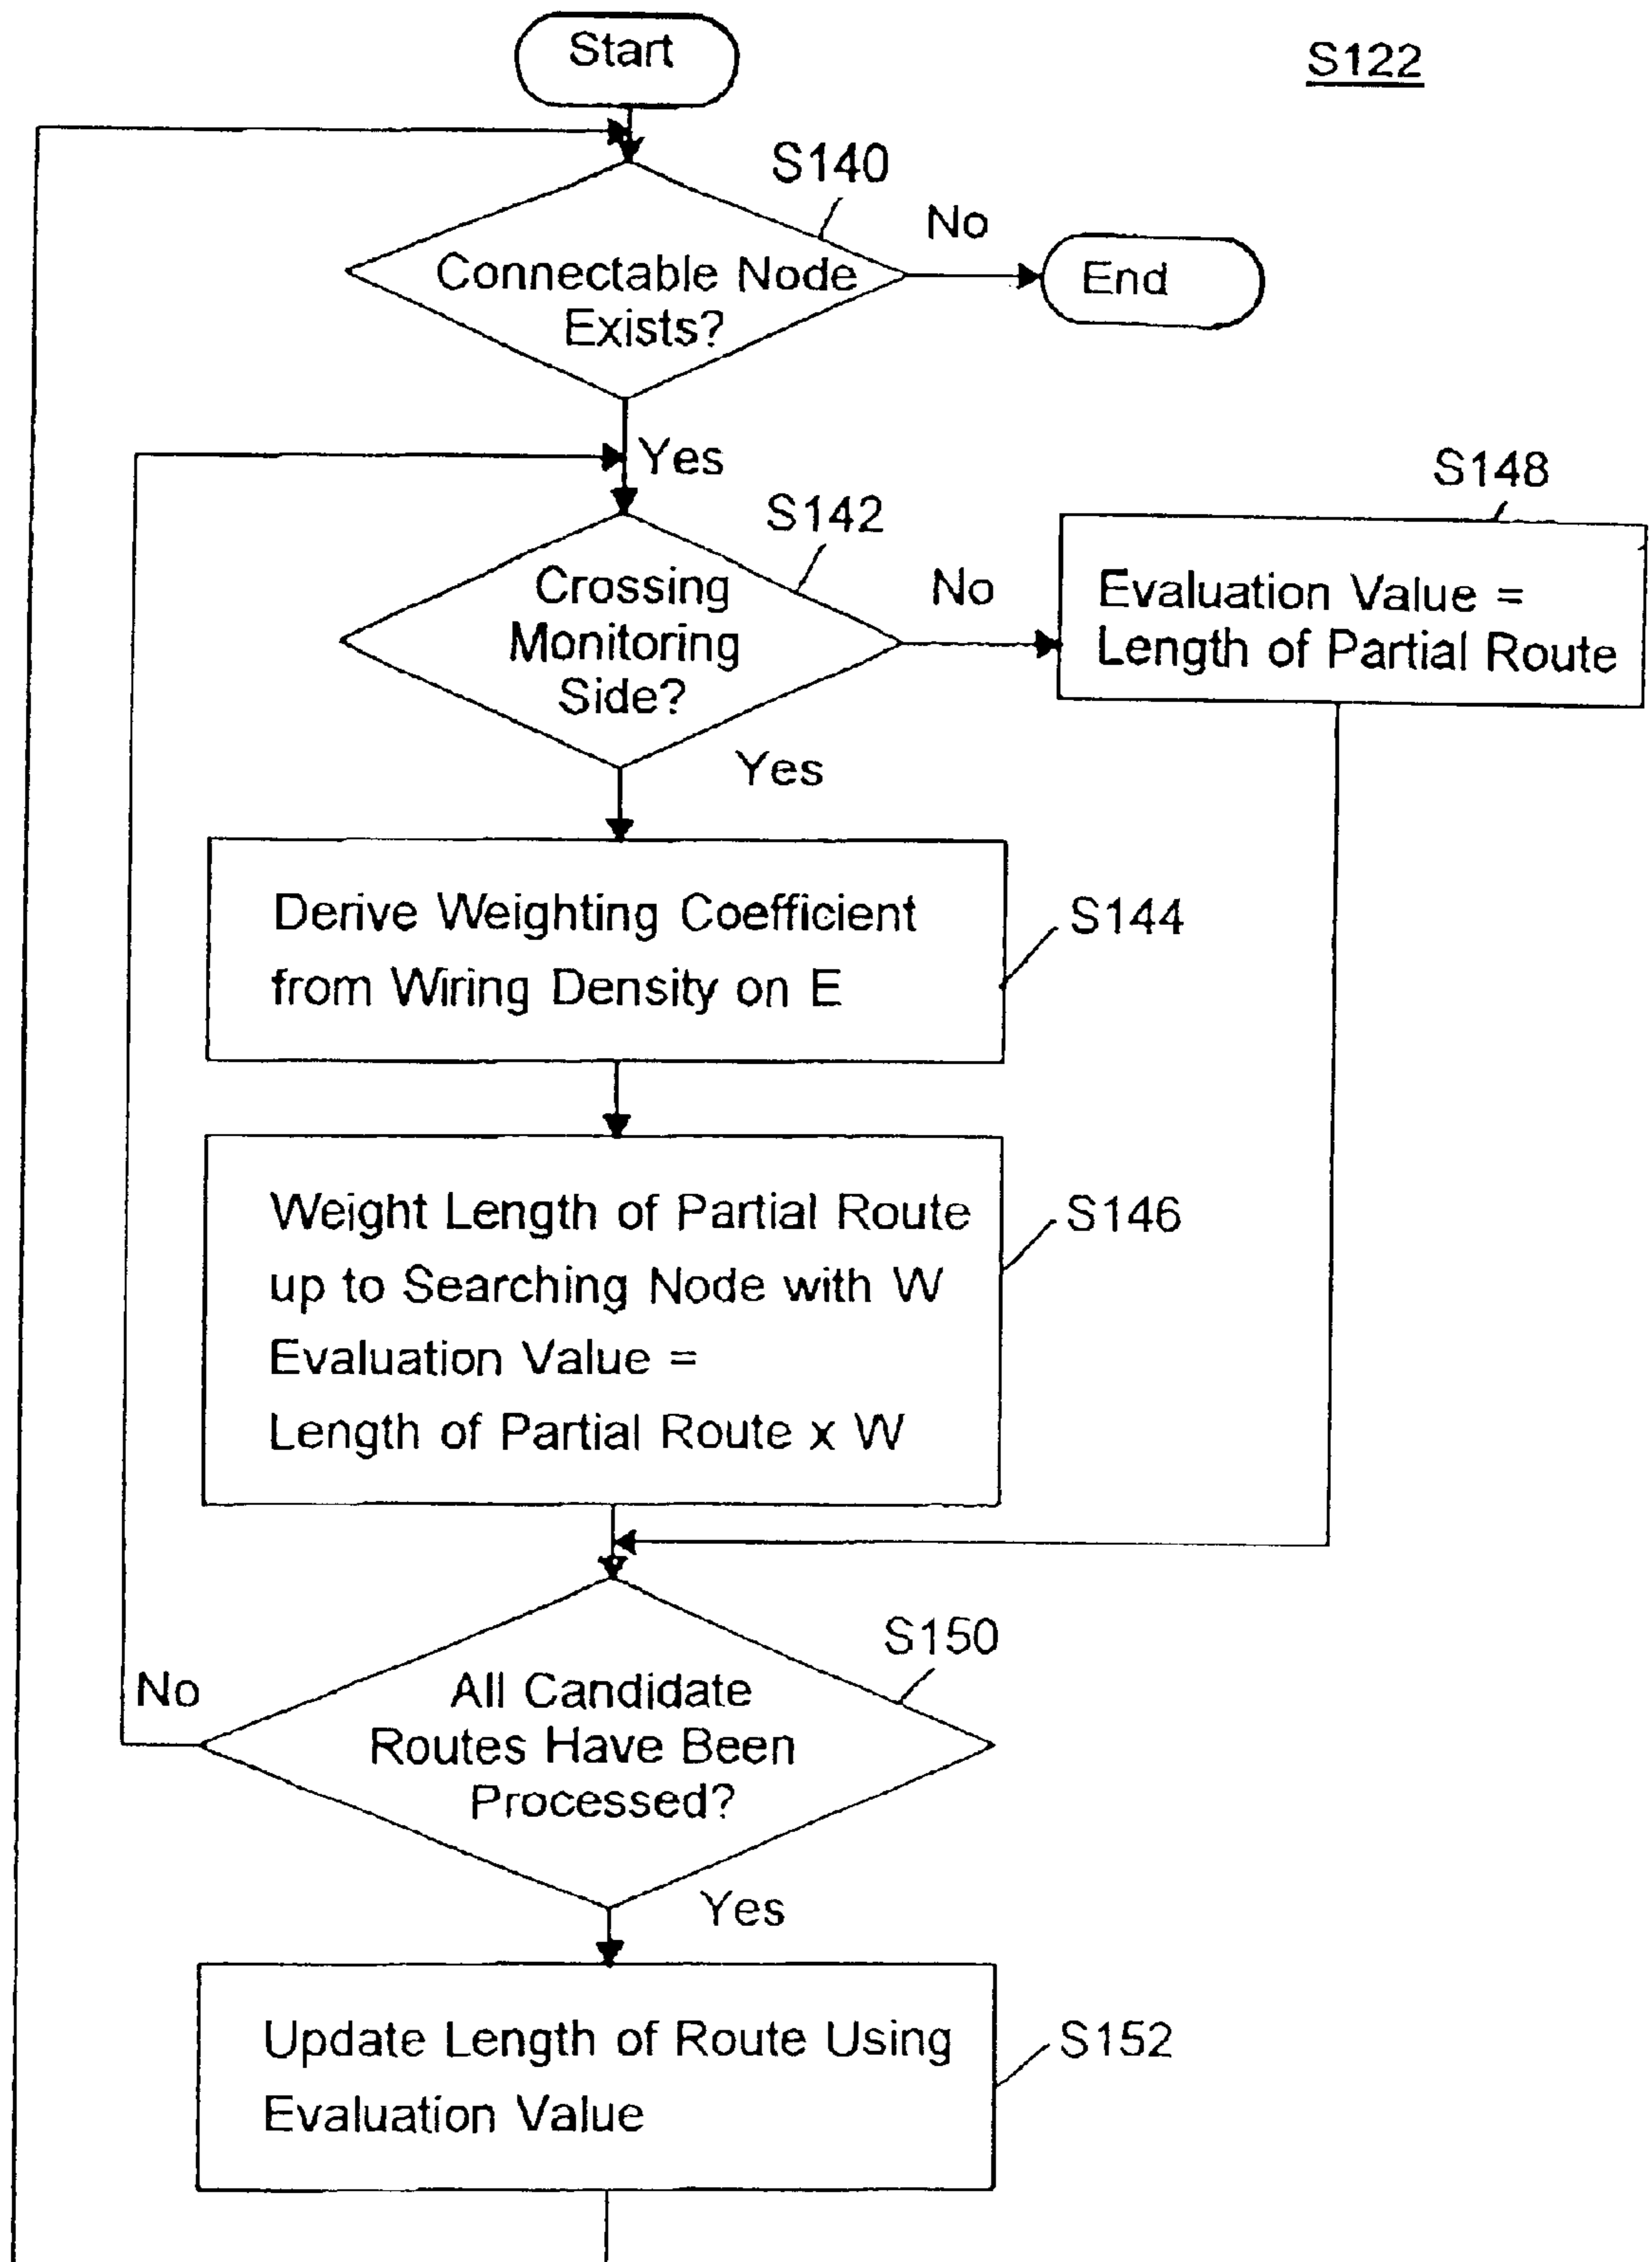 Start
S122
S140
No
Connectable Node
Exists?
End
Yes
S148
S142
Crossing
Monitoring
Side?
No
Evaluation Value =
Length of Partial Route
Yes
Derive Weighting Coefficient
from Wiring Density on E
S144
Weight Length of Partial Route
up to Searching Node with W
Evaluation Value =
Length of Partial Route x W
S146
S150
No
All Candidate
Routes Have Been
Processed?
Yes
Update Length of Route Using
Evaluation Value
S152